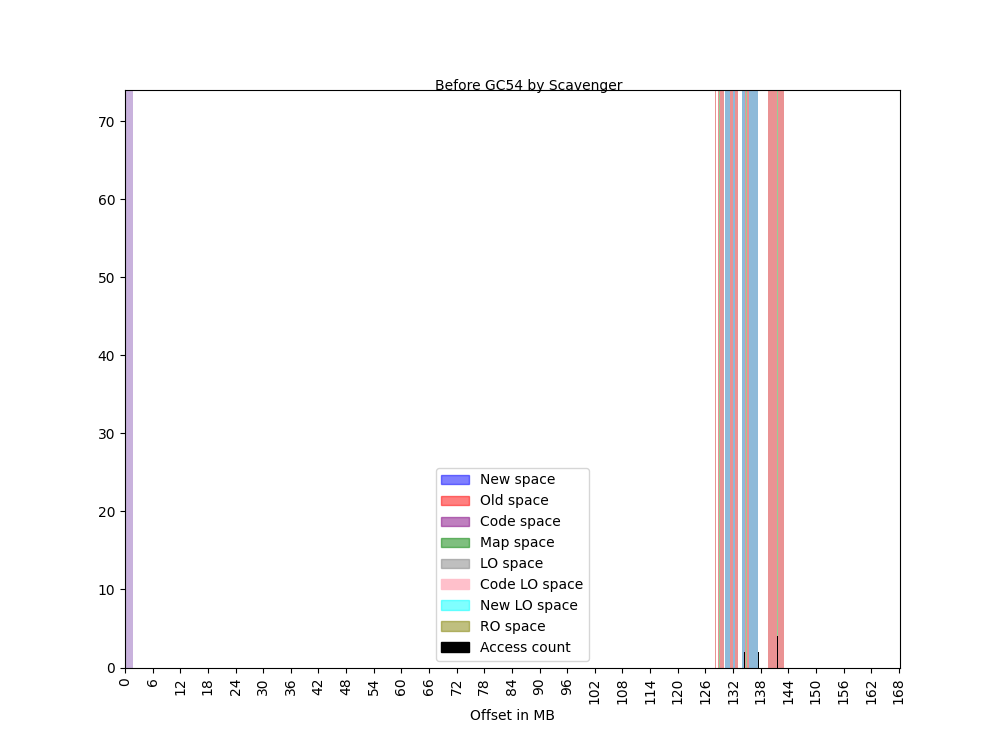 Before GC54 by Scavenger
70
60
50
40
30
20
10
0
New space
Old space
Code space
Map space
LO space
Code LO space
New LO space
RO space
Access count
0 6 12 18 24 30 36 42 48 54 60 66 72 78 84 90 96 102 108 114 120 126 132 138 144 150 156 162 168
Offset in MB